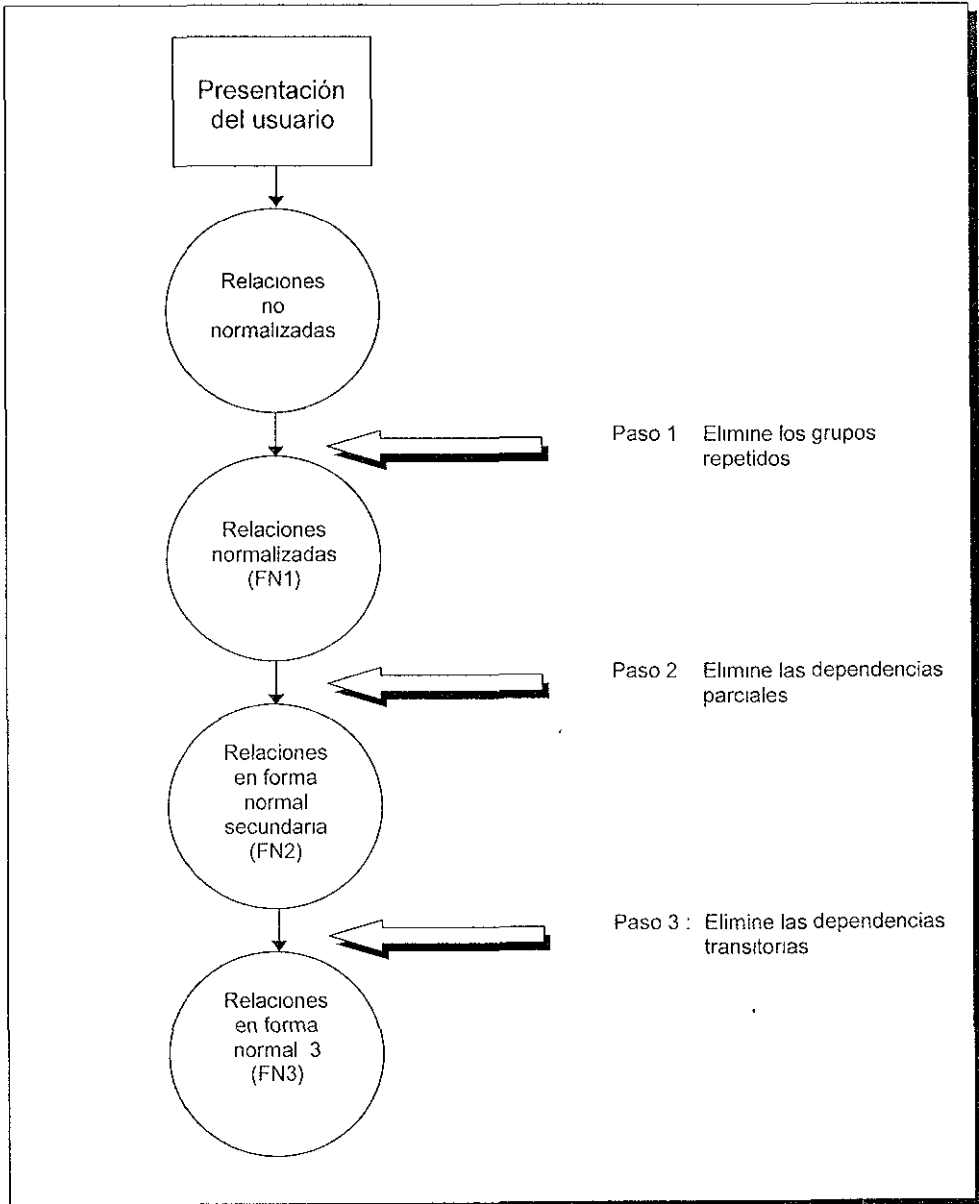 Presentación
del usuario
Relaciones
no
normalizadas
Paso 1 Elimine los grupos
repetidos
Relaciones
normalizadas
(FN1)
Paso 2 Elimine las dependencias
parciales
Relaciones
en forma
normal
secundaria
(FN2)
Paso 3 : Elimine las dependencias
transitorias
Relaciones
en forma
normal 3
(FN3)